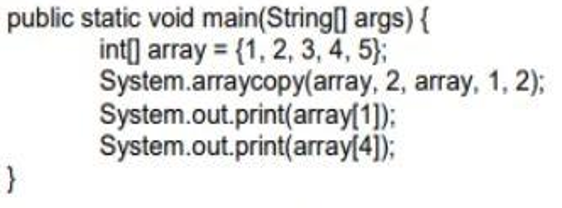 public static void main(String[] args) {
int[] array = {1, 2, 3, 4, 5};
System.arraycopy(array, 2, array, 1, 2);
System.out.print(array[1]);
System.out.print(array[4]);
}